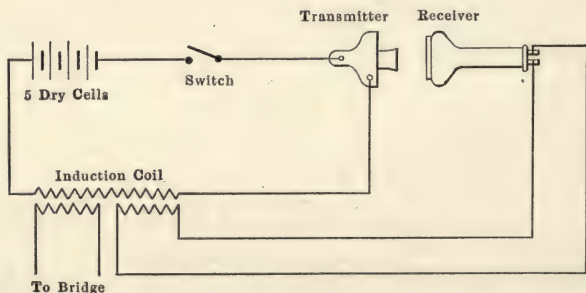 Transmitter
Receiver
5 Dry Cells
Switch
Induction Coil
To Bridge